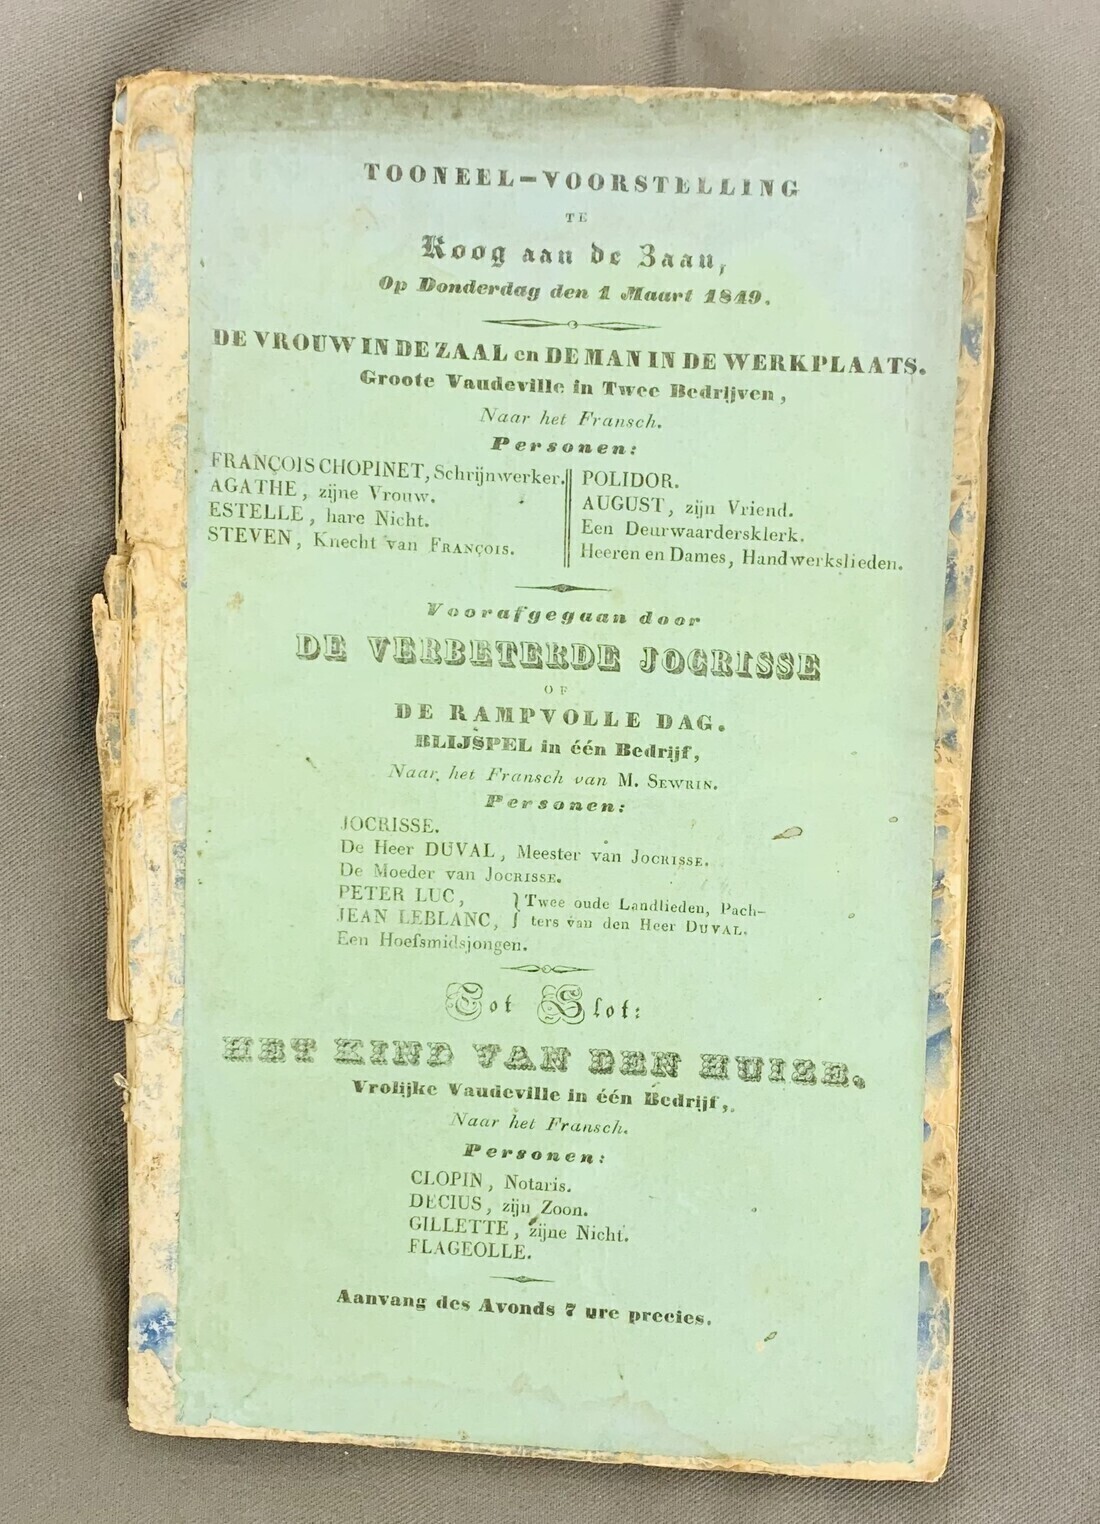 TOONEEL-VOORSTELLING
TE
Koog aan de Zaan,
Op Donderdag den 1 Maart 1849.
DE VROUW IN DE ZAAL en DE MAN IN DE WERKPLAATS.
Groote Vaudeville in Twee Bedrijven,
Naar het Fransch.
Personen:
FRANÇOIS CHOPINET, Schrijnwerker.
AGATHE, zijne Vrouw.
ESTELLE, hare Nicht.
STEVEN, Knecht van FRANÇOIS.
POLIDOR.
AUGUST, zijn Vriend.
Een Deurwaardersklerk.
Heeren en Dames, Handwerkslieden.
Voorafgegaan door
DE VERBETERDE JOCRISSE
OF
DE RAMPVOLLE DAG.
BLIJSPEL in één Bedrijf,
Naar het Fransch van M. SEWRIN.
Personen:
JOCRISSE.
De Heer DUVAL, Meester van JOCRISSE.
De Moeder van JOCRISSE.
PETER LUC, } Twee oude Landlieden, Pach-
JEAN LEBLANC, } ters van den Heer DUVAL.
Een Hoefsmidsjongen.
Tot Slot:
HET KIND VAN DEN HUIZE.
Vrolijke Vaudeville in één Bedrijf,
Naar het Fransch.
Personen:
CLOPIN, Notaris.
DECIUS, zijn Zoon.
GILLETTE, zijne Nicht.
FLAGEOLLE.
Aanvang des Avonds 7 ure precies.